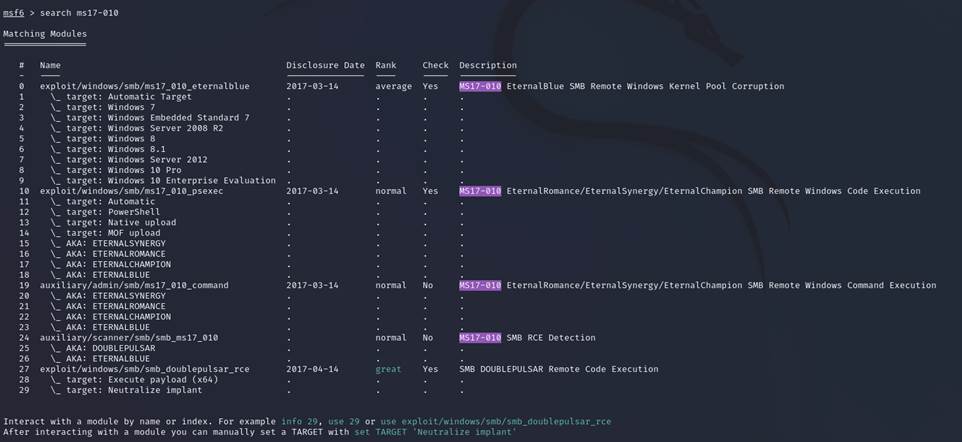 msf6 > search ms17-010
Matching Modules
================
# Name Disclosure Date Rank Check Description
- ---- --------------- ---- ----- -----------
0 exploit/windows/smb/ms17_010_eternalblue 2017-03-14 average Yes MS17-010 EternalBlue SMB Remote Windows Kernel Pool Corruption
1 \_ target: Automatic Target . . . .
2 \_ target: Windows 7 . . . .
3 \_ target: Windows Embedded Standard 7 . . . .
4 \_ target: Windows Server 2008 R2 . . . .
5 \_ target: Windows 8 . . . .
6 \_ target: Windows 8.1 . . . .
7 \_ target: Windows Server 2012 . . . .
8 \_ target: Windows 10 Pro . . . .
9 \_ target: Windows 10 Enterprise Evaluation . . . .
10 exploit/windows/smb/ms17_010_psexec 2017-03-14 normal Yes MS17-010 EternalRomance/EternalSynergy/EternalChampion SMB Remote Windows Code Execution
11 \_ target: Automatic . . . .
12 \_ target: PowerShell . . . .
13 \_ target: Native upload . . . .
14 \_ target: MOF upload . . . .
15 \_ AKA: ETERNALSYNERGY . . . .
16 \_ AKA: ETERNALROMANCE . . . .
17 \_ AKA: ETERNALCHAMPION . . . .
18 \_ AKA: ETERNALBLUE . . . .
19 auxiliary/admin/smb/ms17_010_command 2017-03-14 normal No MS17-010 EternalRomance/EternalSynergy/EternalChampion SMB Remote Windows Command Execution
20 \_ AKA: ETERNALSYNERGY . . . .
21 \_ AKA: ETERNALROMANCE . . . .
22 \_ AKA: ETERNALCHAMPION . . . .
23 \_ AKA: ETERNALBLUE . . . .
24 auxiliary/scanner/smb/smb_ms17_010 . normal No MS17-010 SMB RCE Detection
25 \_ AKA: DOUBLEPULSAR . . . .
26 \_ AKA: ETERNALBLUE . . . .
27 exploit/windows/smb/smb_doublepulsar_rce 2017-04-14 great Yes SMB DOUBLEPULSAR Remote Code Execution
28 \_ target: Execute payload (x64) . . . .
29 \_ target: Neutralize implant . . . .
Interact with a module by name or index. For example info 29, use 29 or use exploit/windows/smb/smb_doublepulsar_rce
After interacting with a module you can manually set a TARGET with set TARGET 'Neutralize implant'